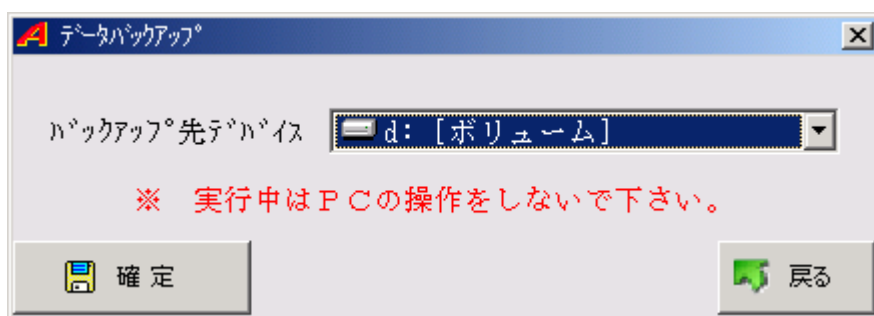 データバックアップ
バックアップ先デバイス d: [ボリューム]
※ 実行中はPCの操作をしないで下さい。
確 定
戻る